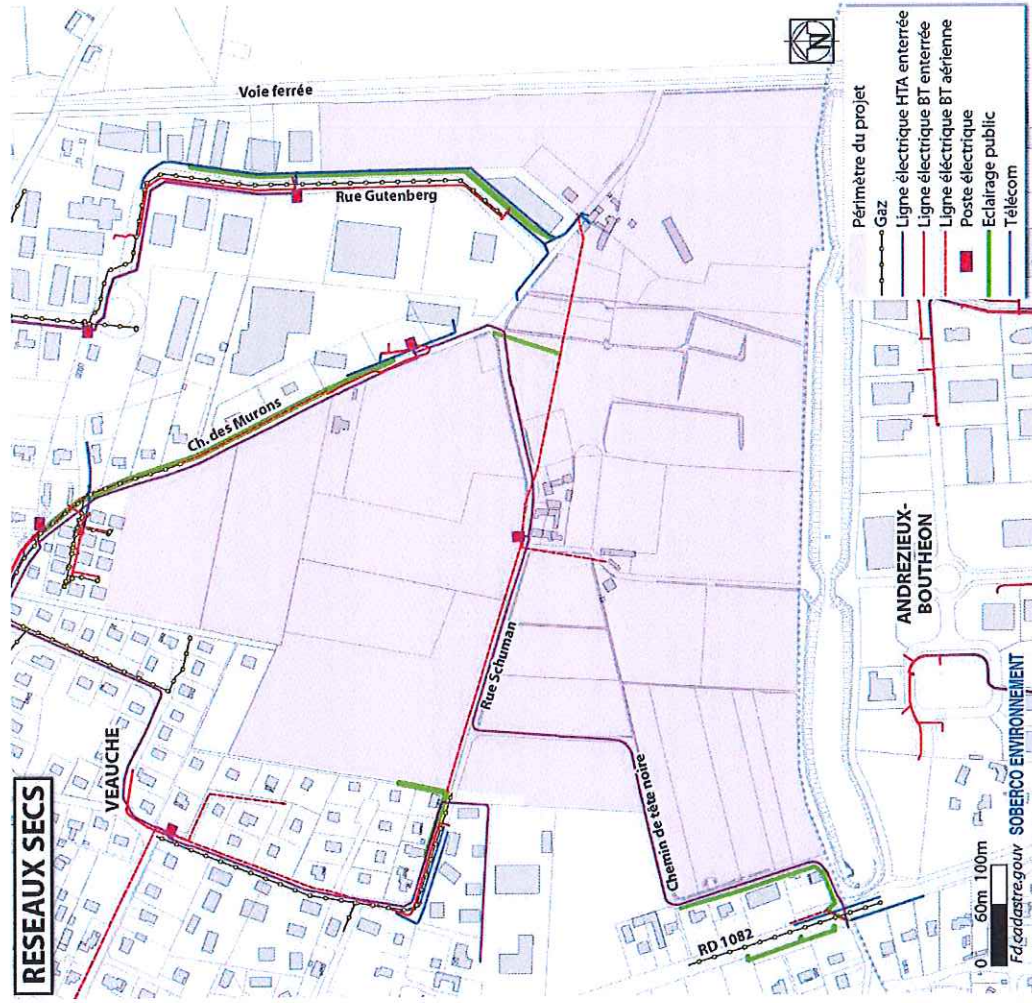 RESEAUX SECS
Voie ferrée
Rue Gutenberg
Ch. des Murons
VEAUCHE
Rue Schuman
Chemin de tête noire
RD 1082
ANDREZIEUX-
BOUTHEON
N
Périmètre du projet
Gaz
Ligne électrique HTA enterrée
Ligne électrique BT enterrée
Ligne éléctrique BT aérienne
Poste électrique
Eclairage public
Télécom
0 60m 100m
Fd.cadastre.gouv SOBERCO ENVIRONNEMENT